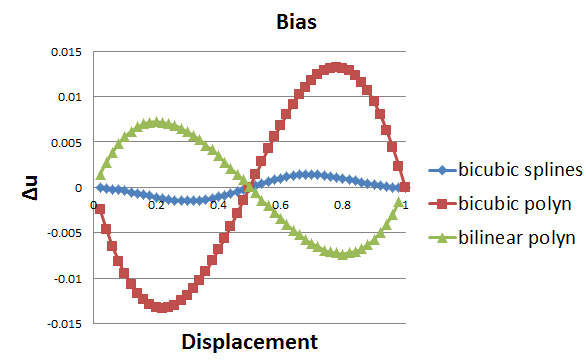 Bias
0.015
0.01
0.005
0
-0.005
-0.01
-0.015
0
0.2
0.4
0.6
0.8
1
Δu
Displacement
bicubic splines
bicubic polyn
bilinear polyn